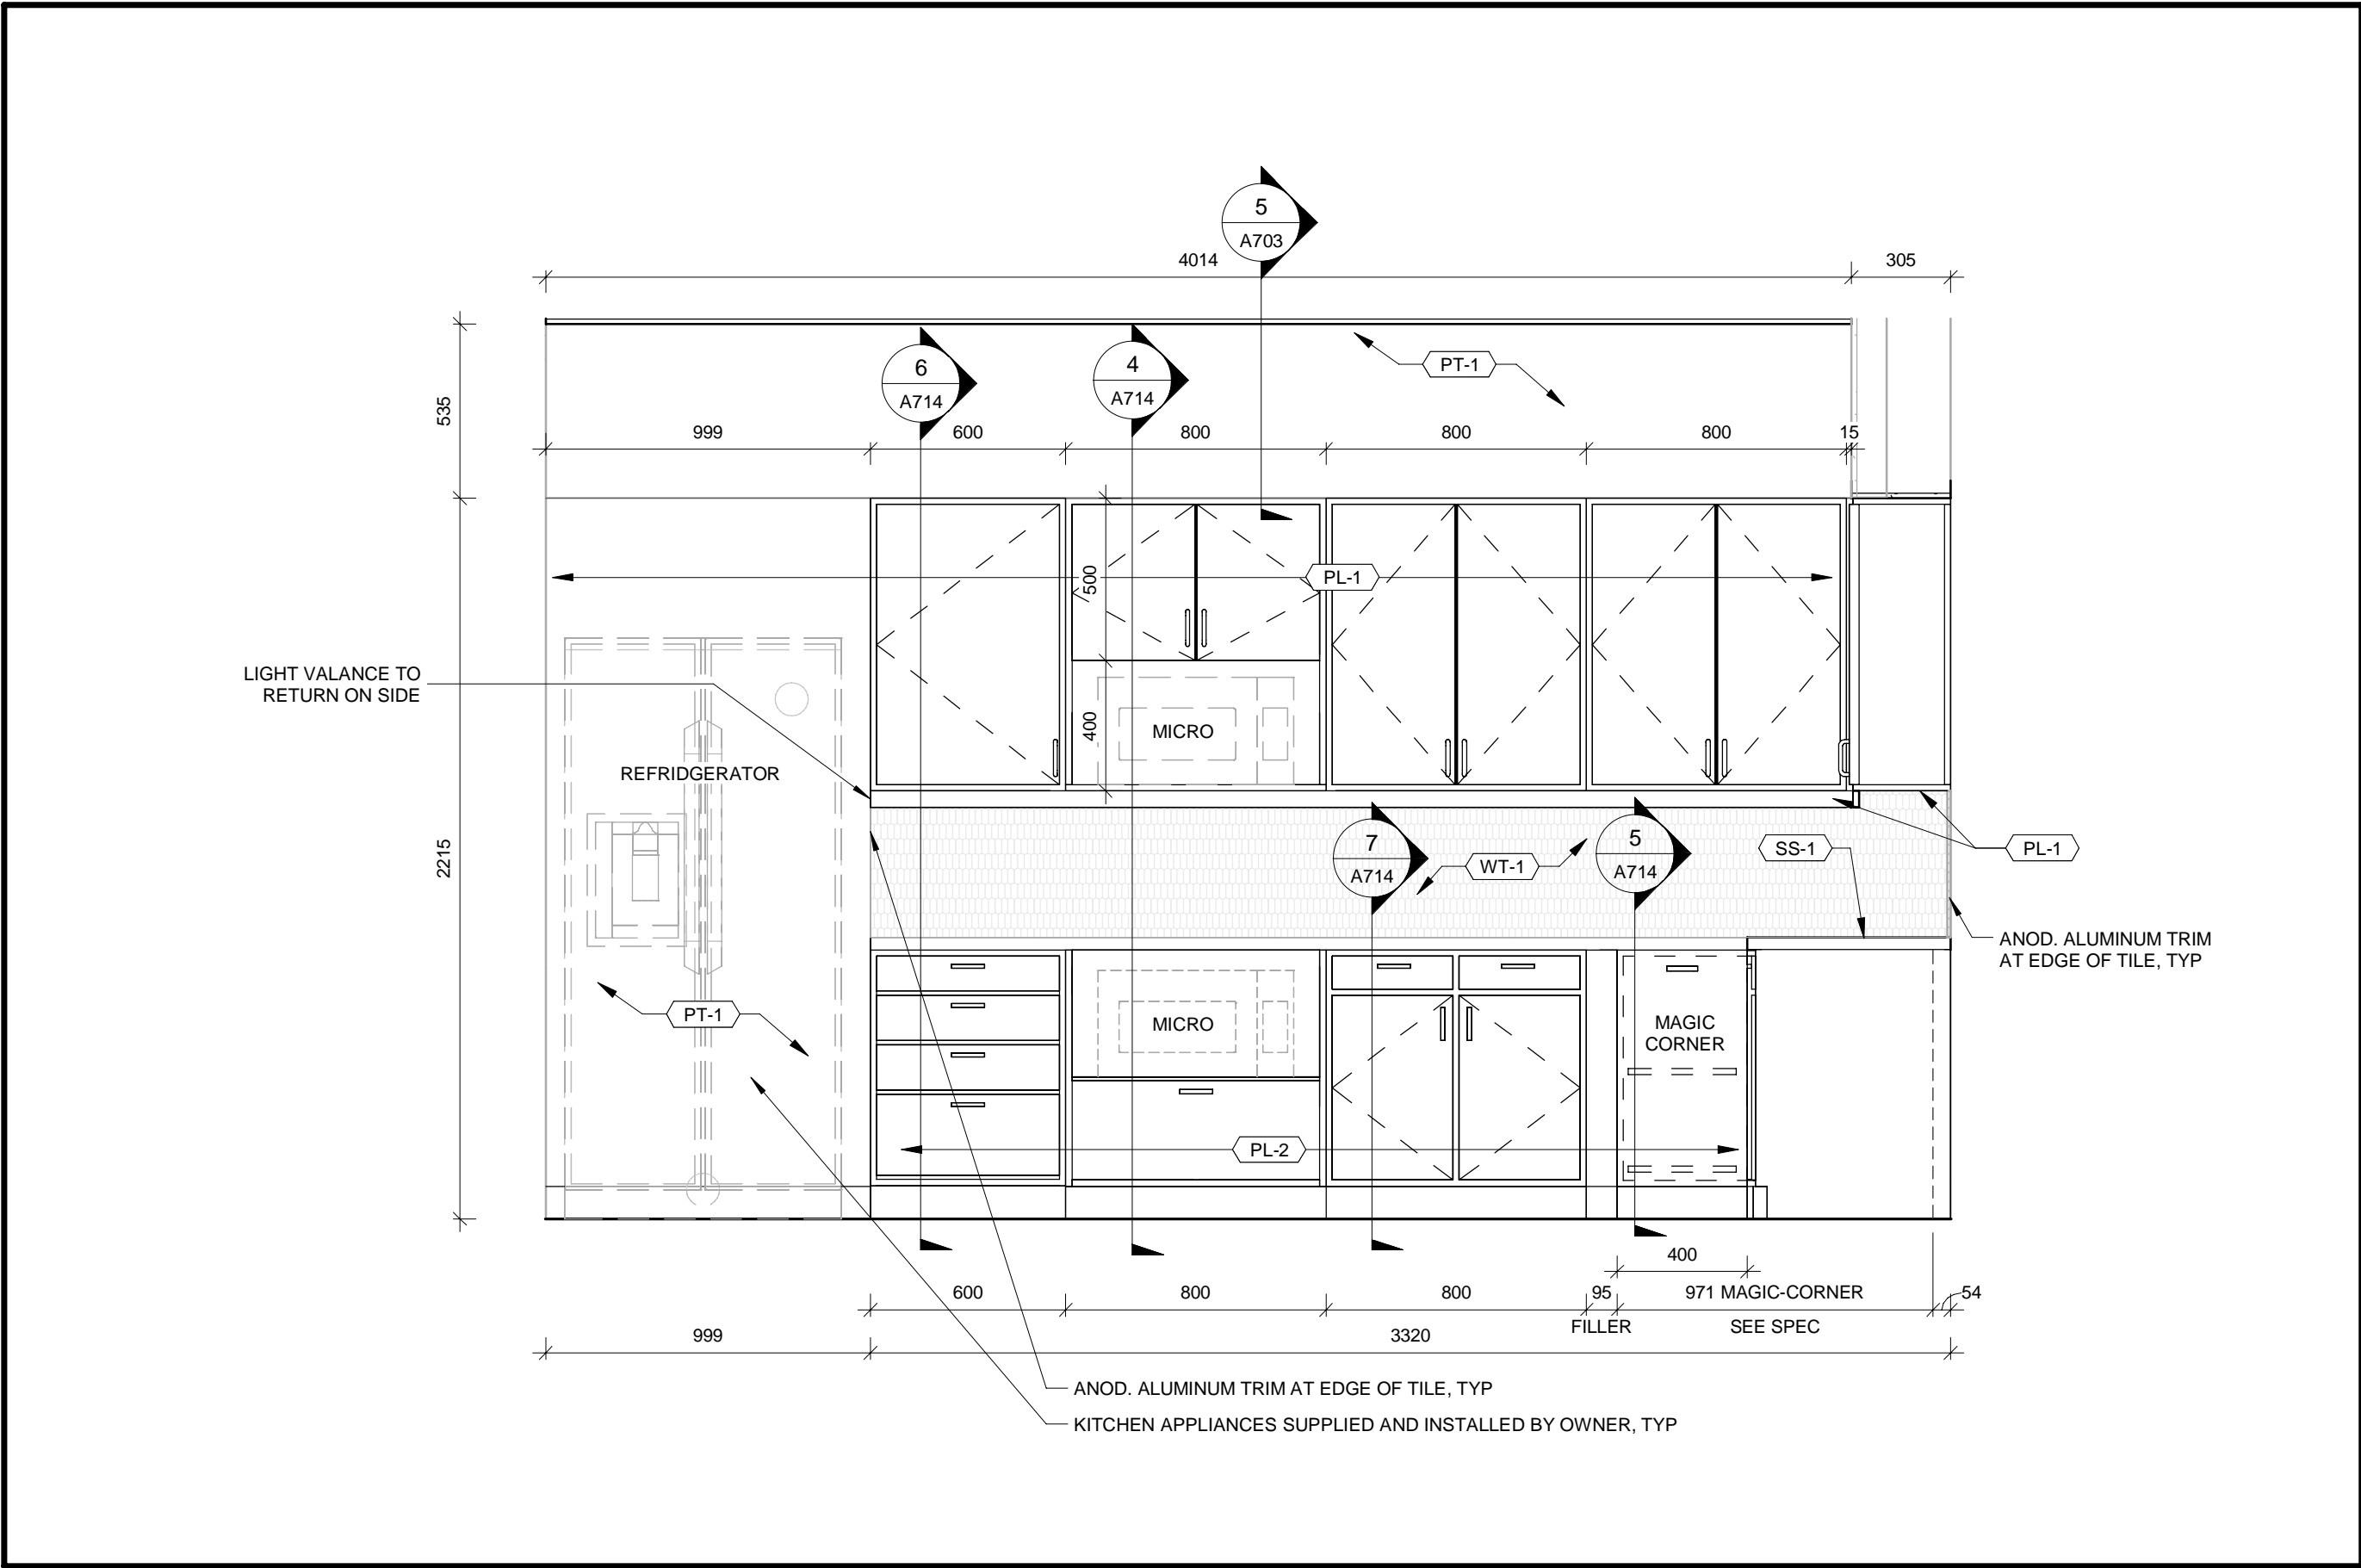 5
A703
4014
305
6
A714
4
A714
PT-1
535
999
600
800
800
800
15
500
PL-1
LIGHT VALANCE TO
RETURN ON SIDE
400
MICRO
REFRIDGERATOR
2215
7
A714
WT-1
5
A714
SS-1
PL-1
ANOD. ALUMINUM TRIM
AT EDGE OF TILE, TYP
PT-1
MICRO
MAGIC
CORNER
PL-2
400
600
800
800
95
971 MAGIC-CORNER
54
FILLER
SEE SPEC
999
3320
ANOD. ALUMINUM TRIM AT EDGE OF TILE, TYP
KITCHEN APPLIANCES SUPPLIED AND INSTALLED BY OWNER, TYP